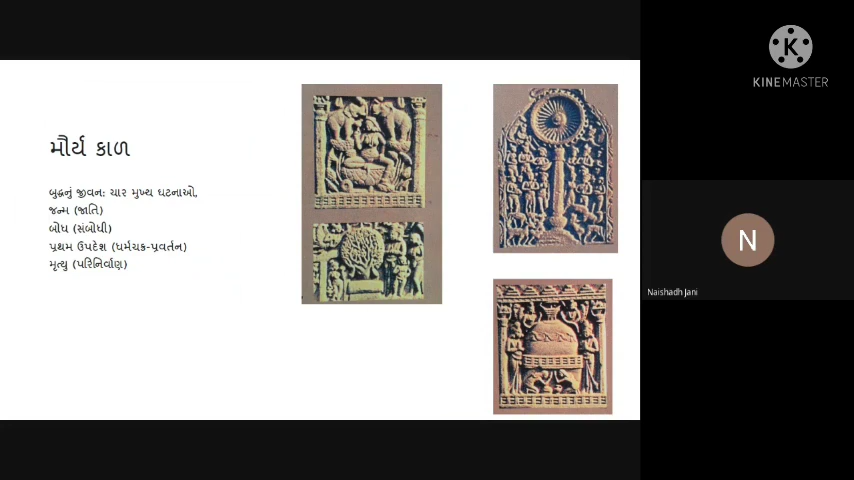 મૌર્ય કાળ
બુદ્ધનું જીવન: ચાર મુખ્ય ઘટનાઓ,
જન્મ (જાતિ)
બોધ (સંબોધી)
પ્રથમ ઉપદેશ (ધર્મચક્ર-પ્રવર્તન)
મૃત્યુ (પરિનિર્વાણ)
K
KINEMASTER
N
Naishadh Jani